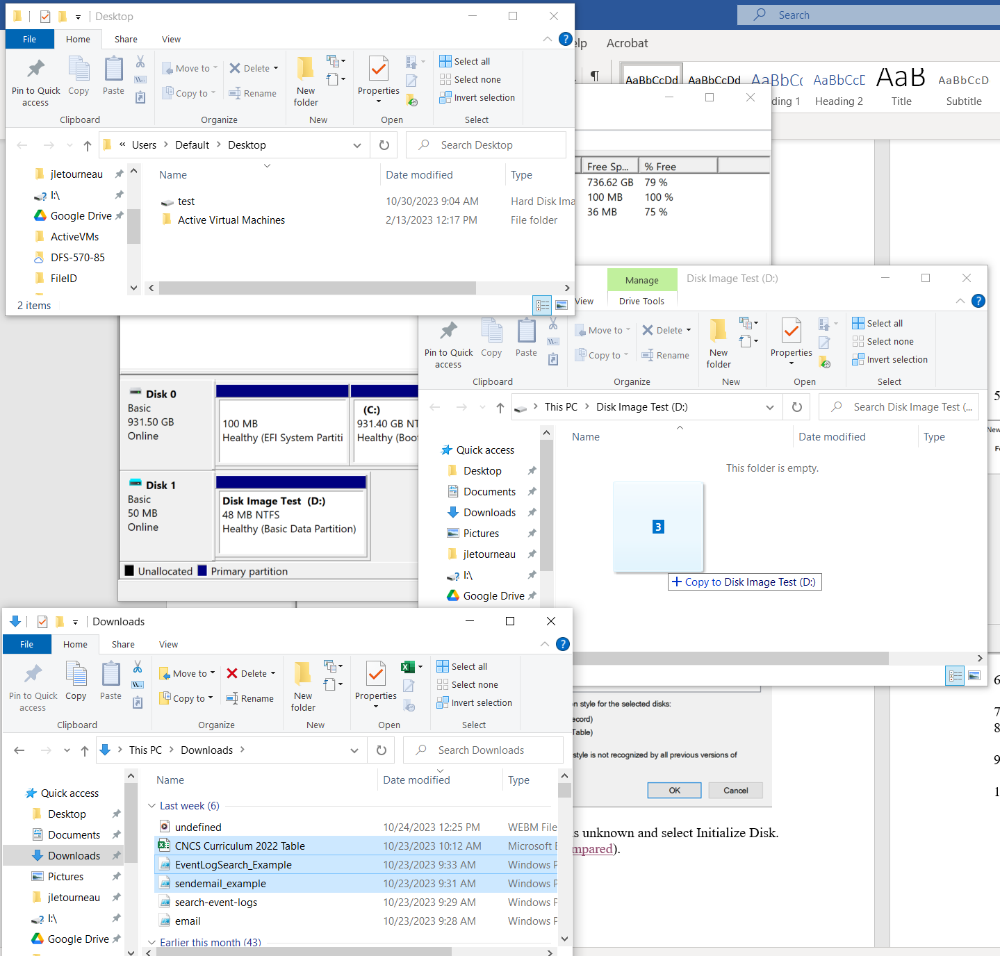 Desktop
File Home Share View
Pin to Quick access
Copy
Paste
Move to
Copy to
Delete
Rename
New folder
Properties
Select all
Select none
Invert selection
Clipboard Organize New Open Select
« Users > Default > Desktop
Search Desktop
jletourneau
I:\
Google Drive
ActiveVMs
DFS-570-85
FileID
Name Date modified Type
test 10/30/2023 9:04 AM Hard Disk Ima
Active Virtual Machines 2/13/2023 12:17 PM File folder
2 items
Search
elp Acrobat
¶
AaBbCcDd AaBbCcDd AaBbCc AaBbCcD AaB AaBbCcD
ding 1 Heading 2 Title Subtitle
Free Sp... % Free
736.62 GB 79 %
100 MB 100 %
36 MB 75 %
Manage Disk Image Test (D:)
View Drive Tools
Pin to Quick access
Copy
Paste
Move to
Copy to
Delete
Rename
New folder
Properties
Select all
Select none
Invert selection
Clipboard Organize New Open Select
> This PC > Disk Image Test (D:)
Search Disk Image Test (...
Quick access
Desktop
Documents
Downloads
Pictures
jletourneau
I:\
Google Drive
Name Date modified Type
This folder is empty.
3
+ Copy to Disk Image Test (D:)
Disk 0
Basic
931.50 GB
Online
100 MB
Healthy (EFI System Partiti
(C:)
931.40 GB NT
Healthy (Boo
Disk 1
Basic
50 MB
Online
Disk Image Test (D:)
48 MB NTFS
Healthy (Basic Data Partition)
Unallocated Primary partition
Downloads
File Home Share View
Pin to Quick access
Copy
Paste
Move to
Copy to
Delete
Rename
New folder
Properties
Select all
Select none
Invert selection
Clipboard Organize New Open Select
> This PC > Downloads >
Search Downloads
Quick access
Desktop
Documents
Downloads
Pictures
jletourneau
I:\
Google Drive
Name Date modified Type
Last week (6)
undefined 10/24/2023 12:25 PM WEBM File
CNCS Curriculum 2022 Table 10/23/2023 10:12 AM Microsoft E
EventLogSearch_Example 10/23/2023 9:33 AM Windows P
sendemail_example 10/23/2023 9:31 AM Windows P
search-event-logs 10/23/2023 9:29 AM Windows P
email 10/23/2023 9:28 AM Windows P
Earlier this month (43)
on style for the selected disks:
ecord)
Table)
style is not recognized by all previous versions of
OK Cancel
is unknown and select Initialize Disk.
mpared).
5
New
Fo
6
7
8
9
1